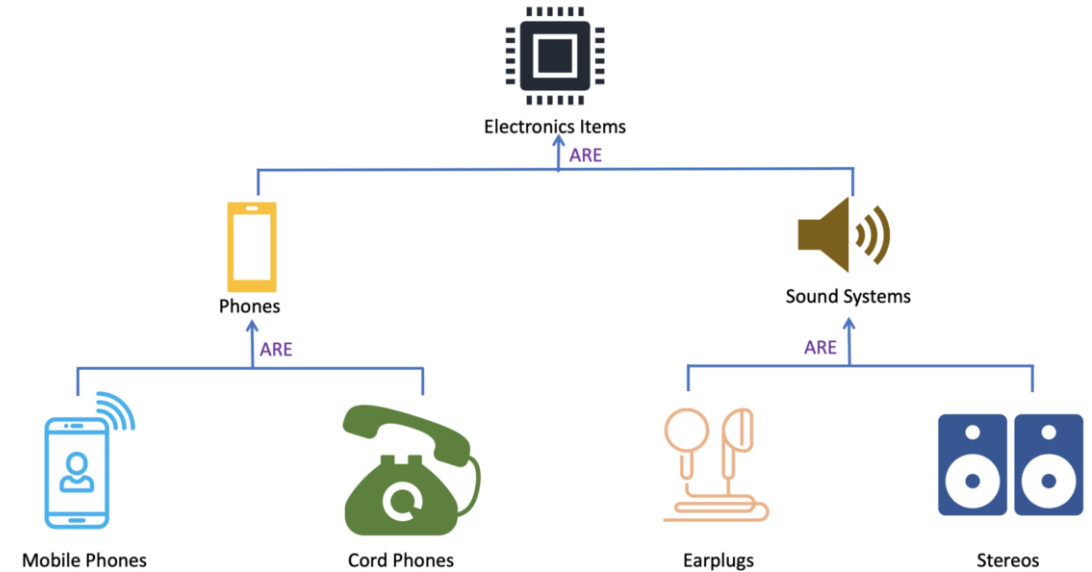 Electronics Items
ARE
Phones
Sound Systems
ARE
ARE
Mobile Phones
Cord Phones
Earplugs
Stereos